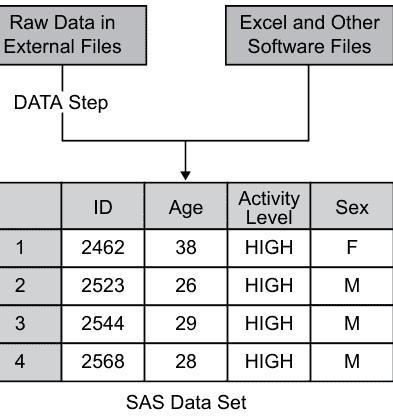 Raw Data in
External Files
Excel and Other
Software Files
DATA Step
ID Age Activity Level Sex
1 2462 38 HIGH F
2 2523 26 HIGH M
3 2544 29 HIGH M
4 2568 28 HIGH M
SAS Data Set